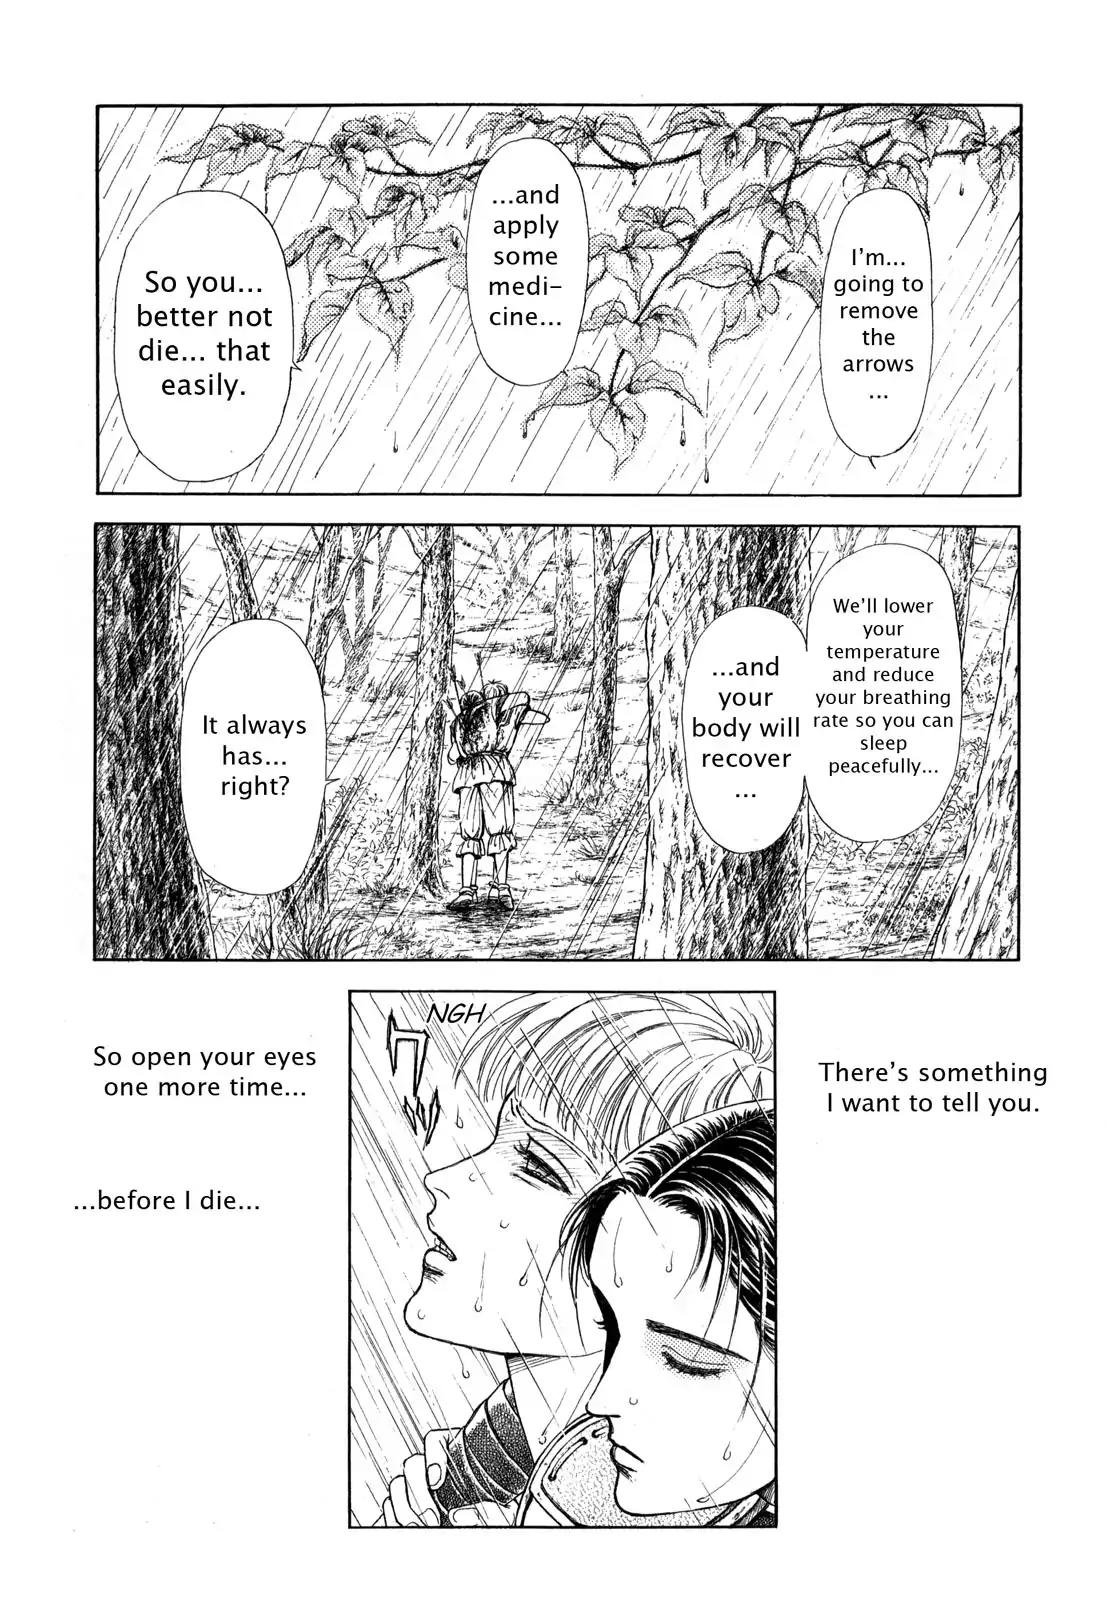 I'm...
going to
remove
the
arrows
...
...and
apply
some
medi-
cine...
So you...
better not
die... that
easily.
We'll lower
your
temperature
and reduce
your breathing
rate so you can
sleep
peacefully...
...and
your
body will
recover
...
It always
has...
right?
There's something
I want to tell you.
NGH
So open your eyes
one more time...
...before I die...